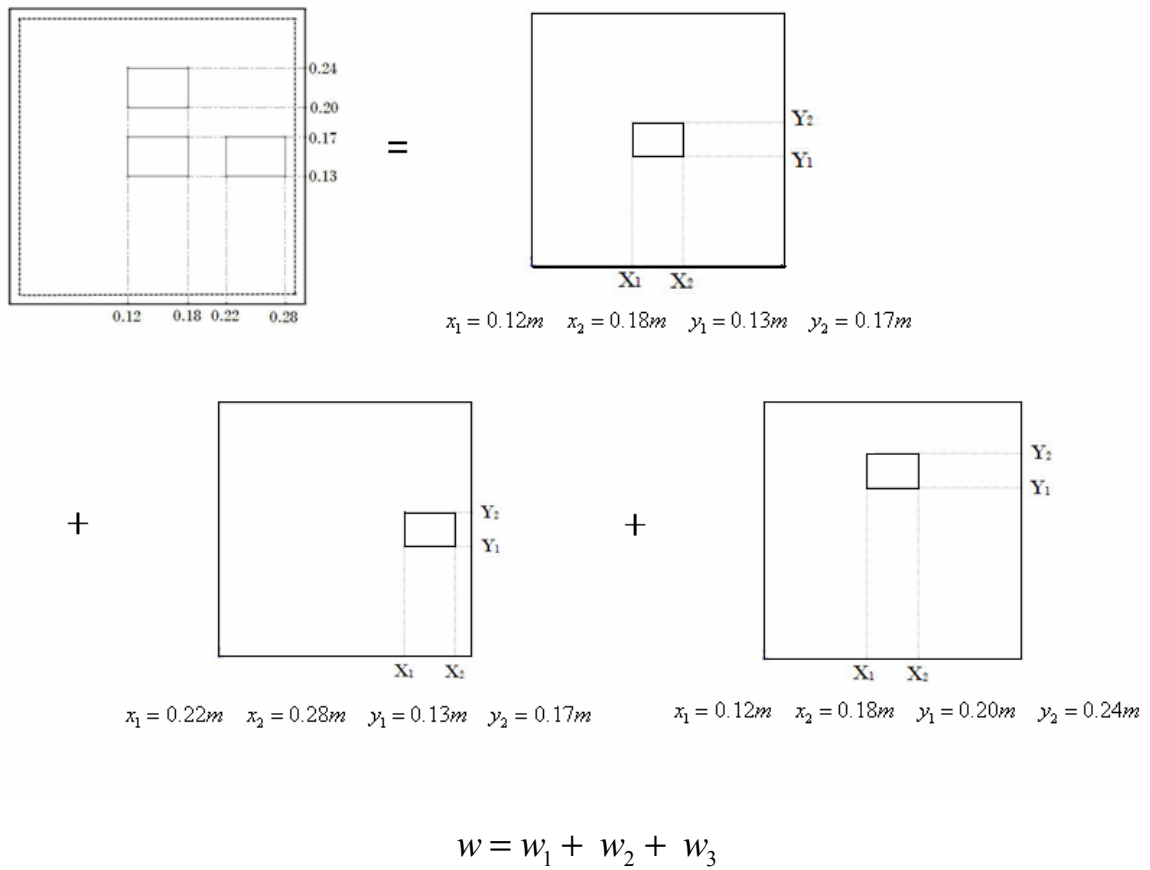 0.24
0.20
0.17
0.13
0.12 0.18 0.22 0.28
=
Y₂
Y₁
X₁ X₂
x₁ = 0.12m x₂ = 0.18m y₁ = 0.13m y₂ = 0.17m
+
Y₂
Y₁
X₁ X₂
x₁ = 0.22m x₂ = 0.28m y₁ = 0.13m y₂ = 0.17m
+
Y₂
Y₁
X₁ X₂
x₁ = 0.12m x₂ = 0.18m y₁ = 0.20m y₂ = 0.24m
w = w₁ + w₂ + w₃